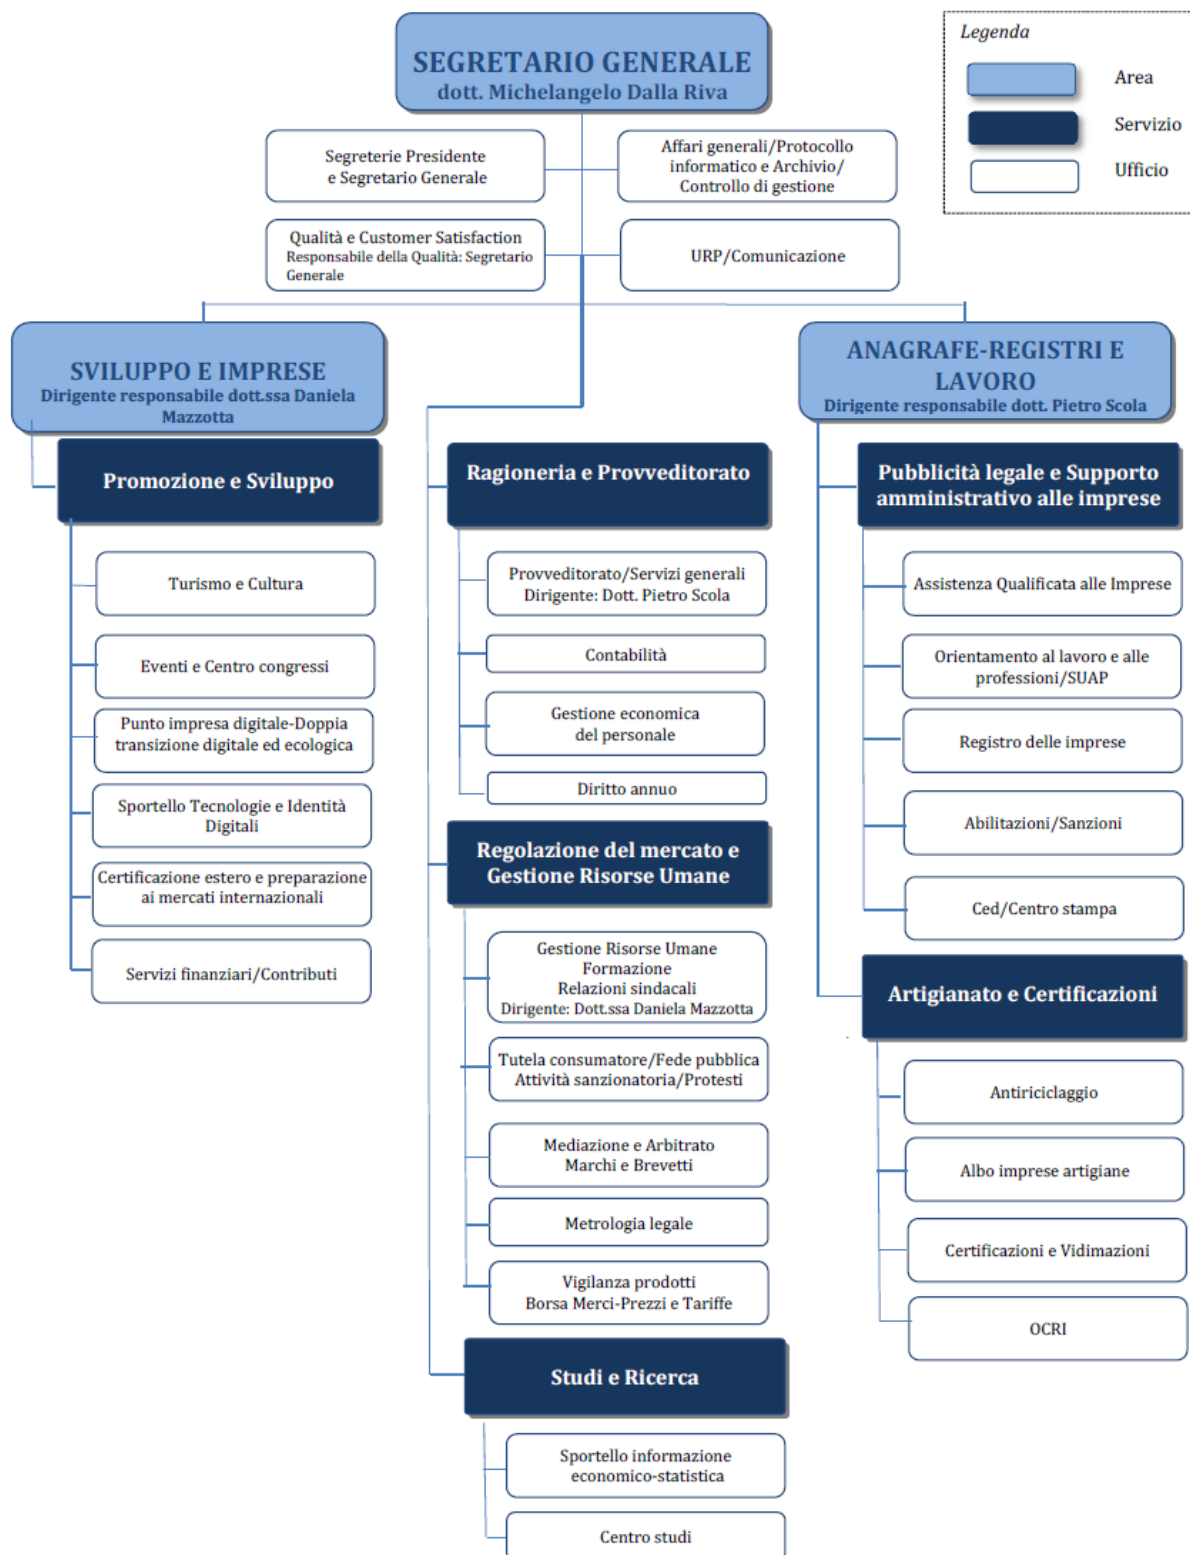 SEGRETARIO GENERALE
dott. Michelangelo Dalla Riva
Legenda
Area
Servizio
Ufficio
Segreterie Presidente
e Segretario Generale
Affari generali/Protocollo
informatico e Archivio/
Controllo di gestione
Qualità e Customer Satisfaction
Responsabile della Qualità: Segretario
Generale
URP/Comunicazione
SVILUPPO E IMPRESE
Dirigente responsabile dott.ssa Daniela
Mazzotta
Promozione e Sviluppo
Turismo e Cultura
Eventi e Centro congressi
Punto impresa digitale-Doppia
transizione digitale ed ecologica
Sportello Tecnologie e Identità
Digitali
Certificazione estero e preparazione
ai mercati internazionali
Servizi finanziari/Contributi
Ragioneria e Provveditorato
Provveditorato/Servizi generali
Dirigente: Dott. Pietro Scola
Contabilità
Gestione economica
del personale
Diritto annuo
Regolazione del mercato e
Gestione Risorse Umane
Gestione Risorse Umane
Formazione
Relazioni sindacali
Dirigente: Dott.ssa Daniela Mazzotta
Tutela consumatore/Fede pubblica
Attività sanzionatoria/Protesti
Mediazione e Arbitrato
Marchi e Brevetti
Metrologia legale
Vigilanza prodotti
Borsa Merci-Prezzi e Tariffe
Studi e Ricerca
Sportello informazione
economico-statistica
Centro studi
ANAGRAFE-REGISTRI E
LAVORO
Dirigente responsabile dott. Pietro Scola
Pubblicità legale e Supporto
amministrativo alle imprese
Assistenza Qualificata alle Imprese
Orientamento al lavoro e alle
professioni/SUAP
Registro delle imprese
Abilitazioni/Sanzioni
Ced/Centro stampa
Artigianato e Certificazioni
Antiriciclaggio
Albo imprese artigiane
Certificazioni e Vidimazioni
OCRI